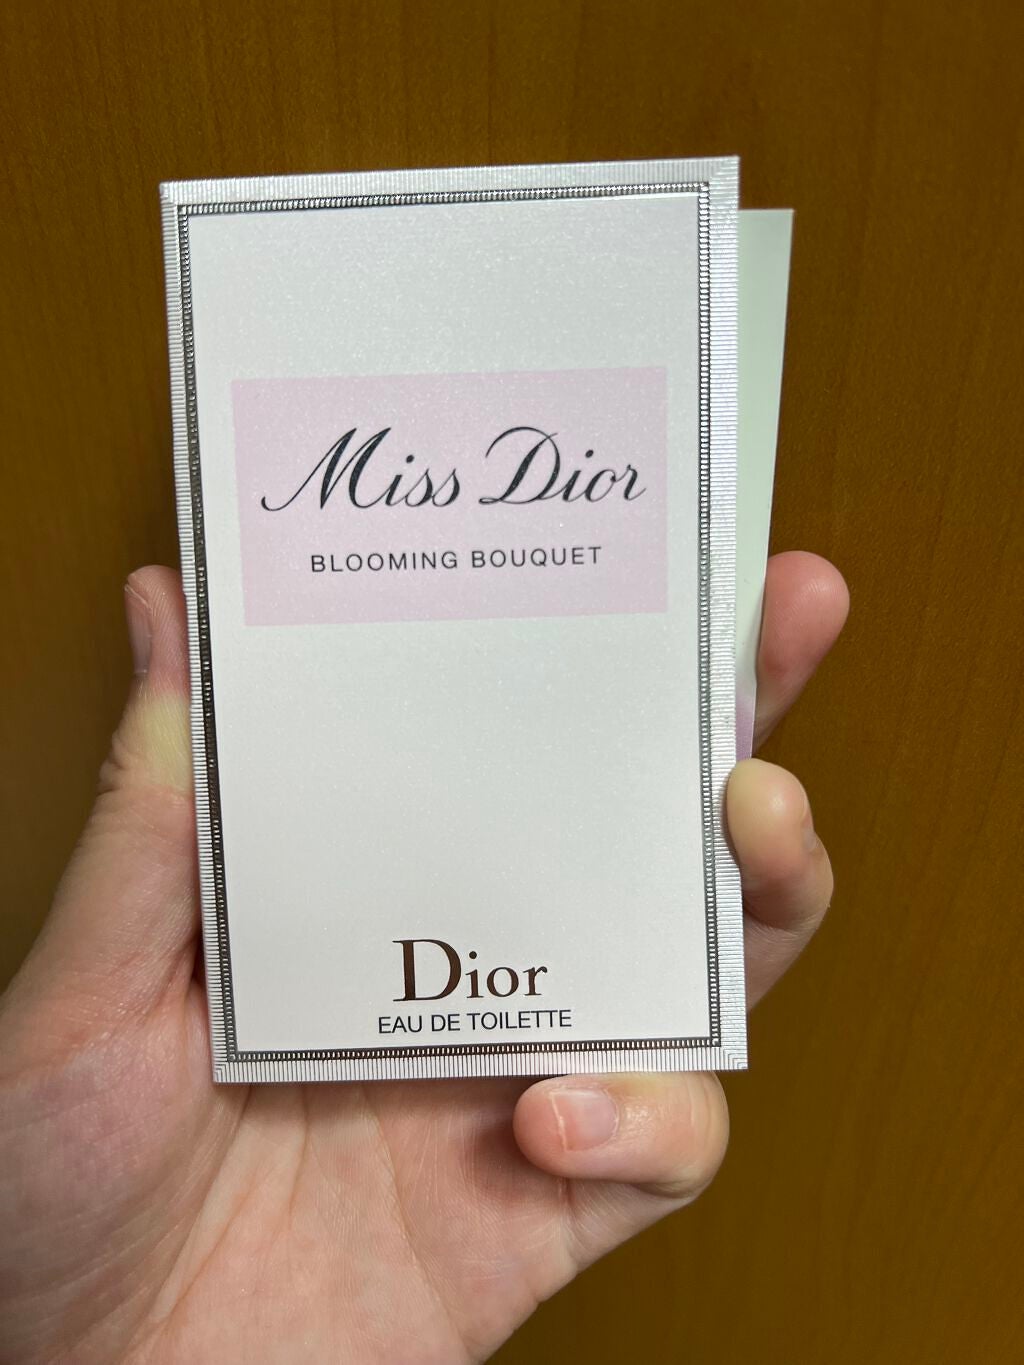 Miss Dior
BLOOMING BOUQUET
Dior
EAU DE TOILETTE